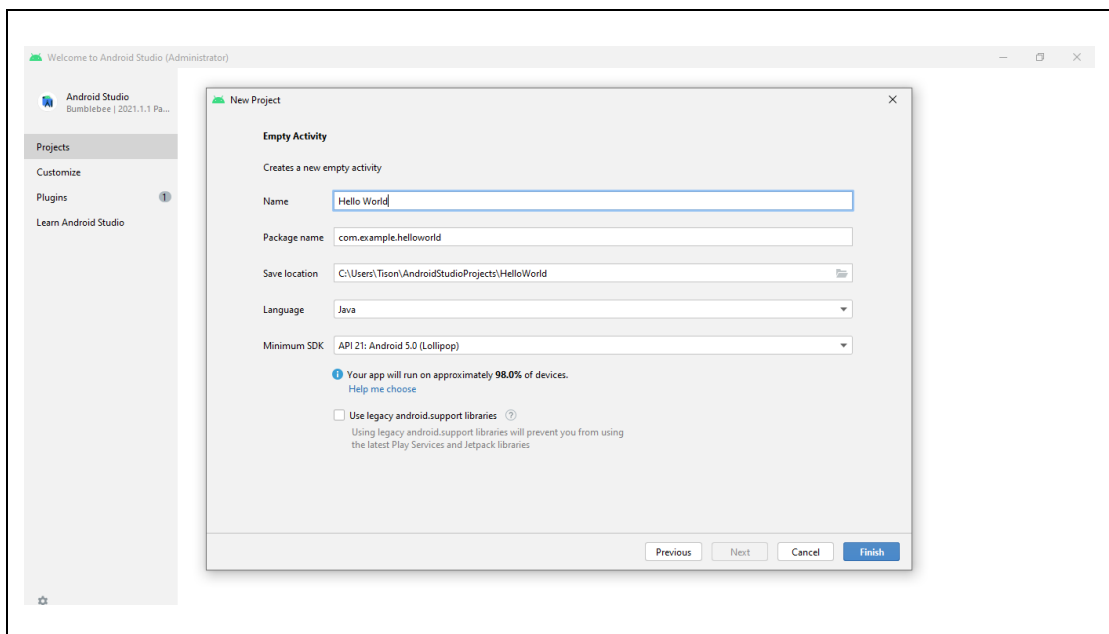 Welcome to Android Studio (Administrator)
Android Studio
Bumblebee | 2021.1.1 Pa...
Projects
Customize
Plugins
1
Learn Android Studio
New Project
Empty Activity
Creates a new empty activity
Name
Hello World
Package name
com.example.helloworld
Save location
C:\Users\Tison\AndroidStudioProjects\HelloWorld
Language
Java
Minimum SDK
API 21: Android 5.0 (Lollipop)
Your app will run on approximately 98.0% of devices.
Help me choose
Use legacy android.support libraries ?
Using legacy android.support libraries will prevent you from using
the latest Play Services and Jetpack libraries
Previous
Next
Cancel
Finish